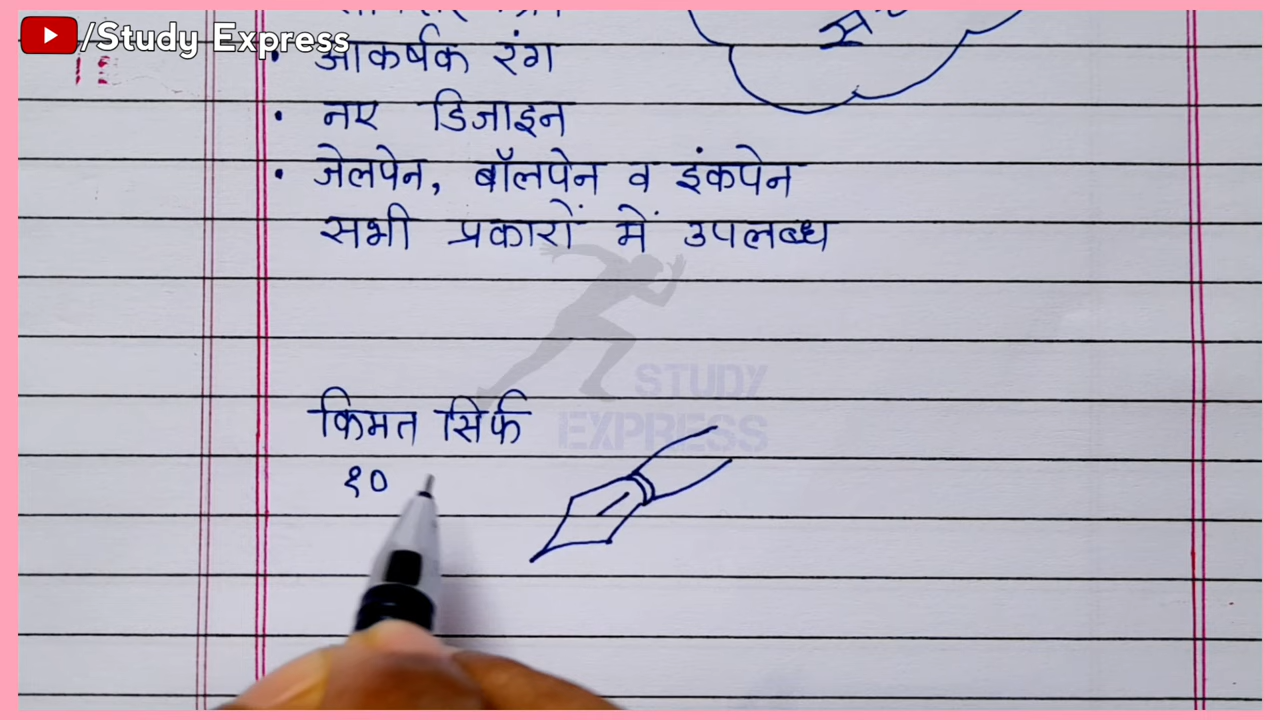 /Study Express
• आकर्षक रंग
• नए डिजाइन
• जेलपेन, बॉलपेन व इंकपेन
सभी प्रकारों में उपलब्ध
STUDY
EXPRESS
किमत सिर्फ
१०